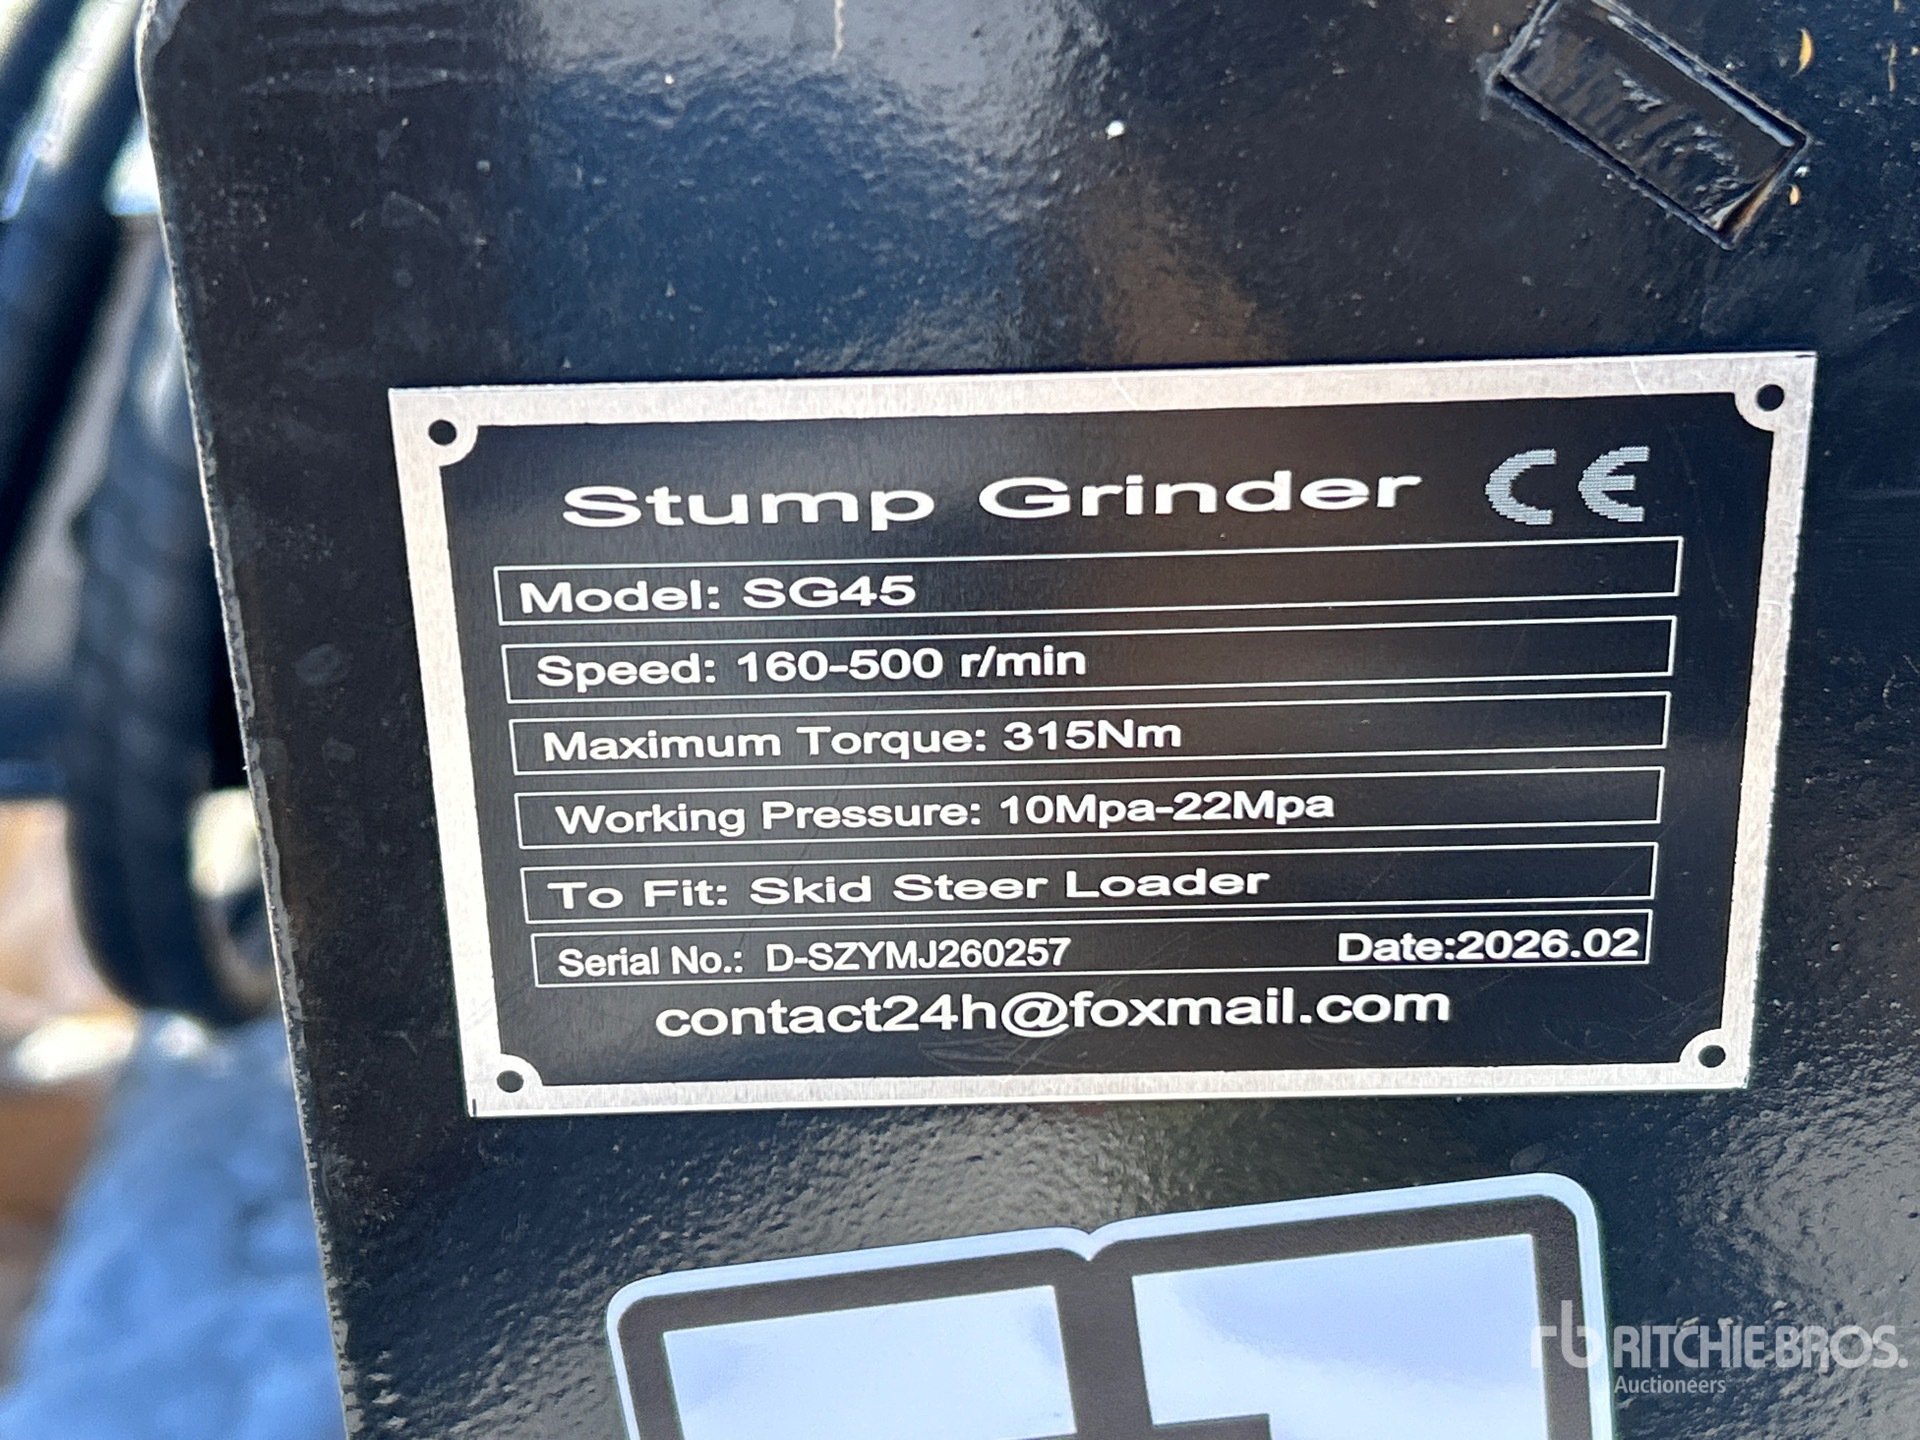 Stump Grinder CE
Model: SG45
Speed: 160-500 r/min
Maximum Torque: 315Nm
Working Pressure: 10Mpa-22Mpa
To Fit: Skid Steer Loader
Serial No.: D-SZYMJ260257 Date:2026.02
contact24h@foxmail.com
rb RITCHIE BROS.
Auctioneers